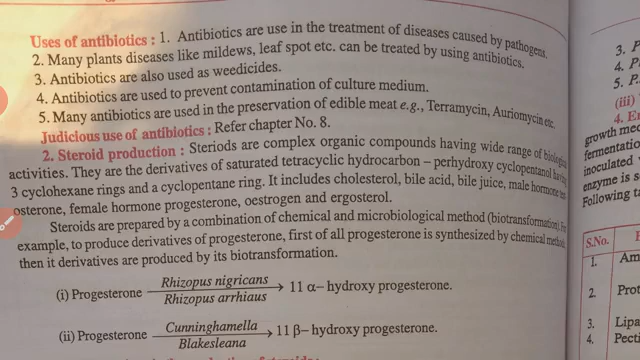 Uses of antibiotics : 1. Antibiotics are use in the treatment of diseases caused by pathogens.
2. Many plants diseases like mildews, leaf spot etc. can be treated by using antibiotics.
3. Antibiotics are also used as weedicides.
4. Antibiotics are used to prevent contamination of culture medium.
5. Many antibiotics are used in the preservation of edible meat e.g., Terramycin, Auriomycin etc.
Judicious use of antibiotics : Refer chapter No. 8.
2. Steroid production : Steriods are complex organic compounds having wide range of biological
activities. They are the derivatives of saturated tetracyclic hydrocarbon – perhydroxy cyclopentanol having
3 cyclohexane rings and a cyclopentane ring. It includes cholesterol, bile acid, bile juice, male hormone
osterone, female hormone progesterone, oestrogen and ergosterol.
Steroids are prepared by a combination of chemical and microbiological method (biotransformation).
example, to produce derivatives of progesterone, first of all progesterone is synthesized by chemical
then it derivatives are produced by its biotransformation.
(i) Progesterone Rhizopus nigricans
Rhizopus arrhiaus → 11 α– hydroxy progesterone.
(ii) Progesterone Cunninghamella
Blakesleana → 11 β– hydroxy progesterone.
3. P
4. P
5. P.
(iii)
4. En
growth med
fermentatio
inoculated
enzyme is s
Following ta
S.No.
1. Am
2. Prot
3. Lipa
4. Pecti